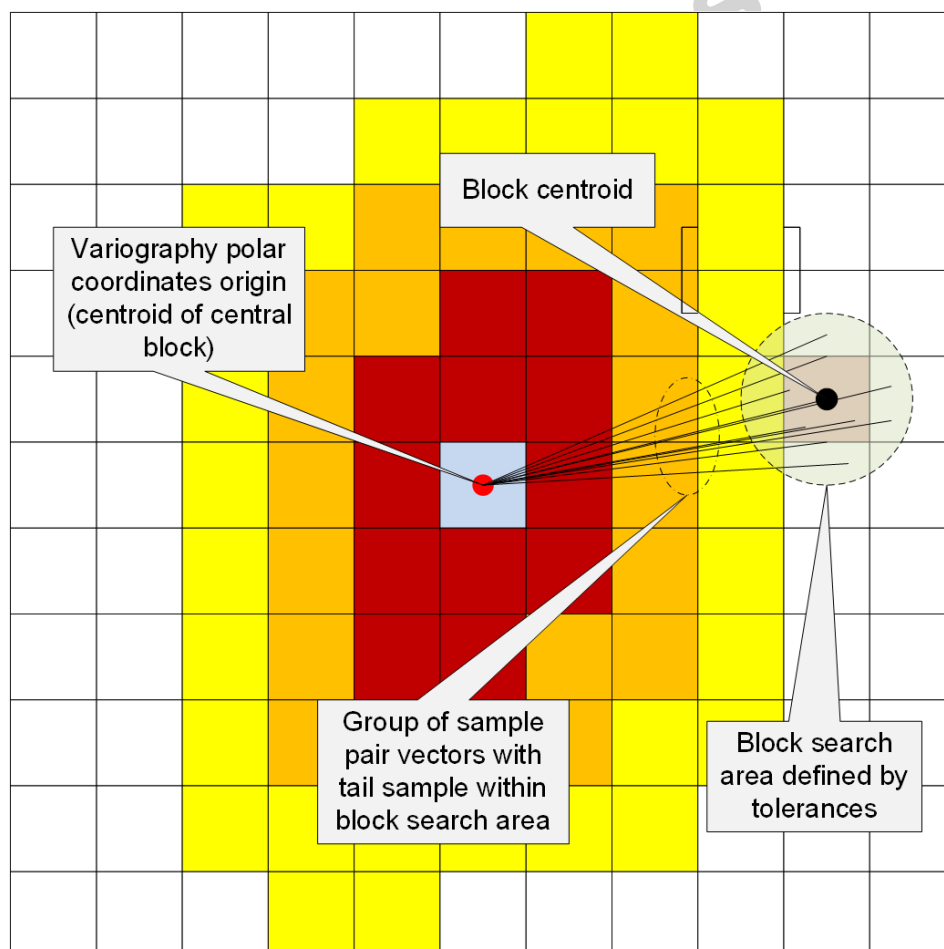 Block centroid
Variography polar
coordinates origin
(centroid of central
block)
Group of sample
pair vectors with
tail sample within
block search area
Block search
area defined by
tolerances